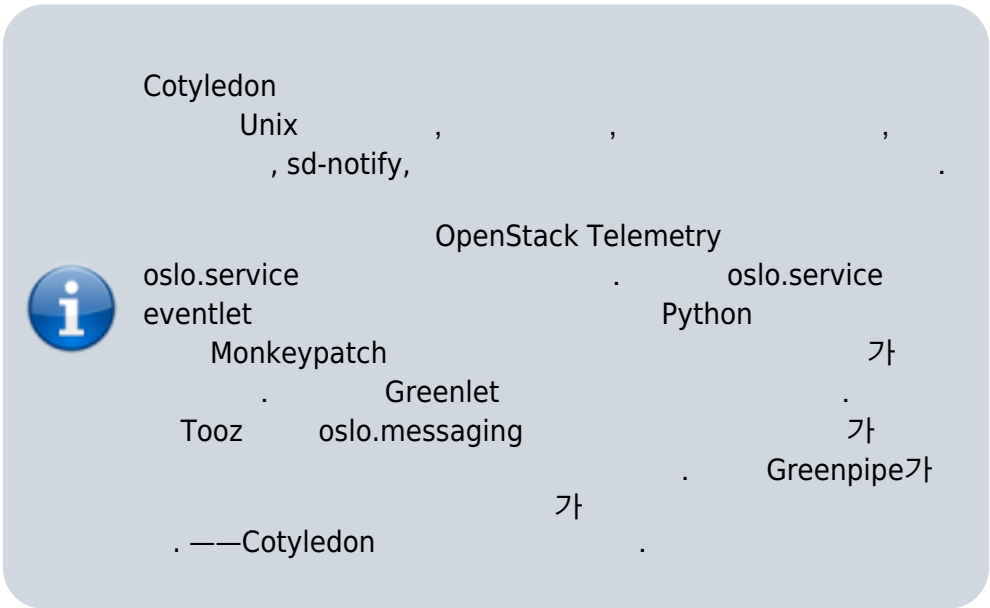 Cotyledon
Unix , , ,
, sd-notify, .
OpenStack Telemetry
oslo.service . oslo.service
eventlet Python
Monkeypatch 가
. Greenlet .
Tooz oslo.messaging 가
. Greenpipe가
가
. ——Cotyledon .